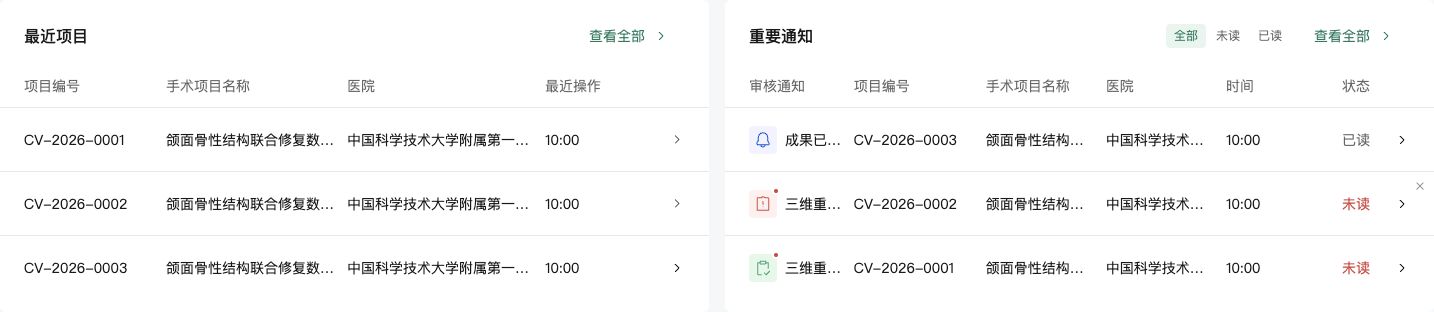 最近项目 查看全部
项目编号 手术项目名称 医院 最近操作
CV-2026-0001 颌面骨性结构联合修复数... 中国科学技术大学附属第一... 10:00
CV-2026-0002 颌面骨性结构联合修复数... 中国科学技术大学附属第一... 10:00
CV-2026-0003 颌面骨性结构联合修复数... 中国科学技术大学附属第一... 10:00
重要通知 全部 未读 已读 查看全部
审核通知 项目编号 手术项目名称 医院 时间 状态
成果已... CV-2026-0003 颌面骨性结构... 中国科学技术... 10:00 已读
三维重... CV-2026-0002 颌面骨性结构... 中国科学技术... 10:00 未读
三维重... CV-2026-0001 颌面骨性结构... 中国科学技术... 10:00 未读